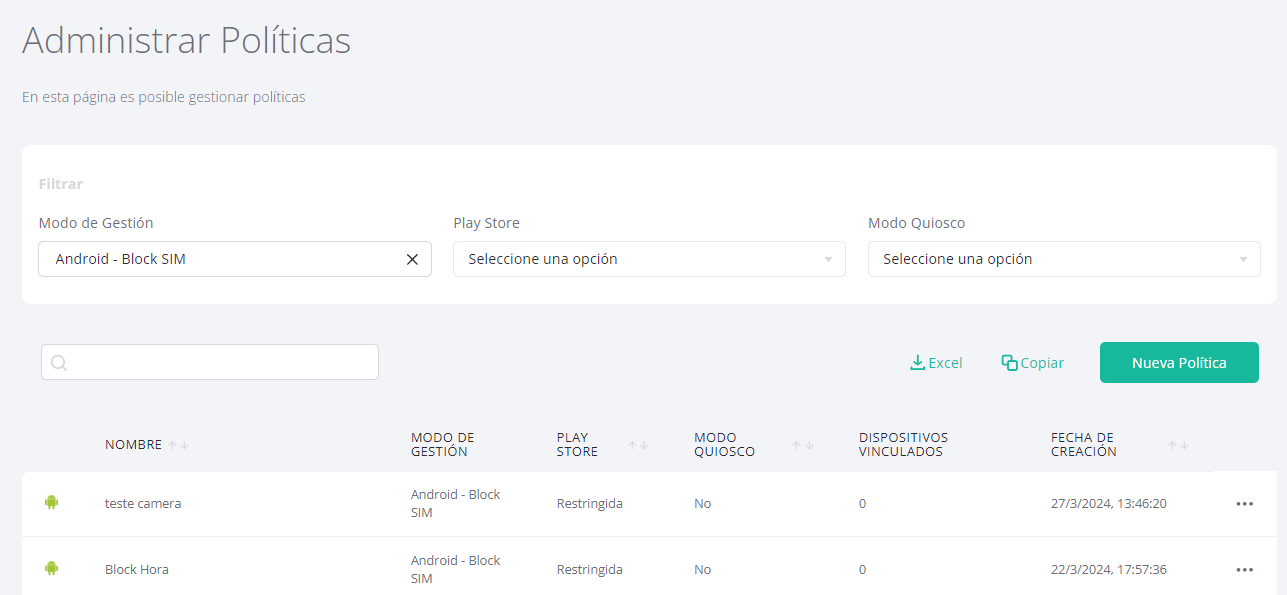 Administrar Políticas
En esta página es posible gestionar políticas
Filtrar
Modo de Gestión
Play Store
Modo Quiosco
Android - Block SIM
Seleccione una opción
Seleccione una opción
Excel
Copiar
Nueva Política
NOMBRE
MODO DE
GESTIÓN
PLAY
STORE
MODO
QUIOSCO
DISPOSITIVOS
VINCULADOS
FECHA DE
CREACIÓN
teste camera
Android - Block
SIM
Restringida
No
0
27/3/2024, 13:46:20
Block Hora
Android - Block
SIM
Restringida
No
0
22/3/2024, 17:57:36